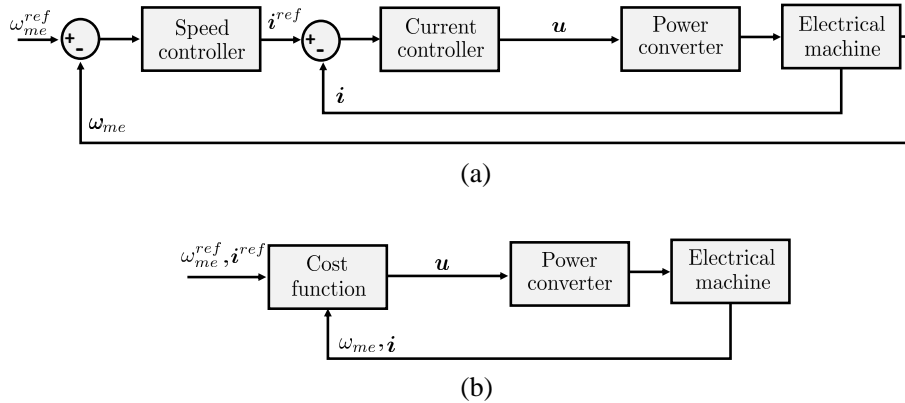 ω_me^ref
+
-
Speed
controller
i^ref
+
-
Current
controller
u
Power
converter
Electrical
machine
i
ω_me
(a)
ω_me^ref, i^ref
Cost
function
u
Power
converter
Electrical
machine
ω_me, i
(b)